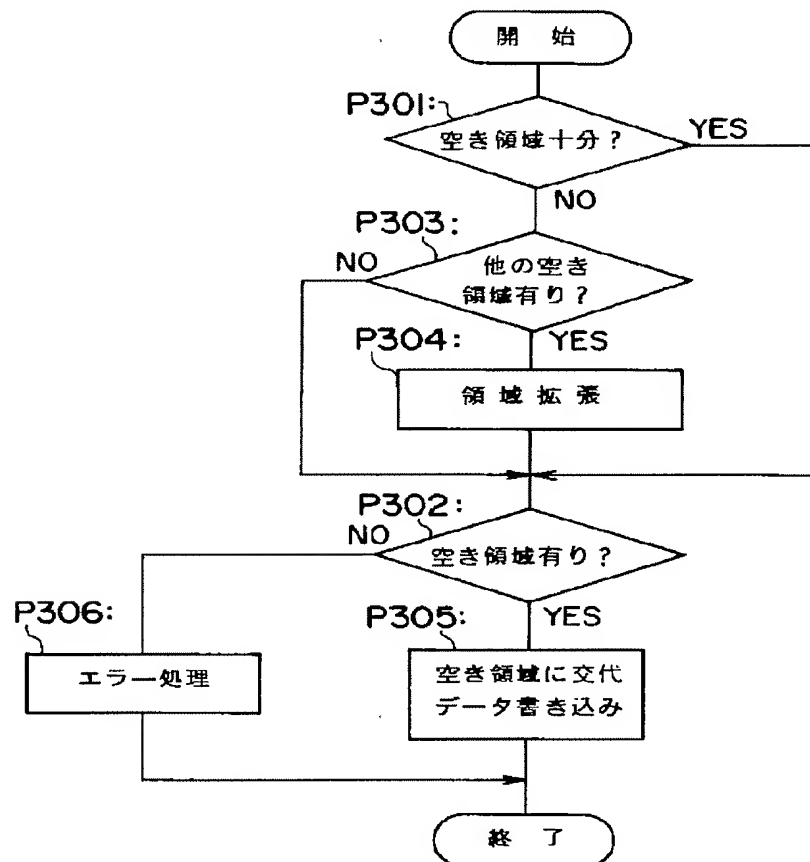 開 始
P301:
空き領域十分?
YES
NO
P303:
NO
他の空き
領域有り?
P304:
YES
領 域 拡 張
P302:
NO
空き領域有り?
P306:
P305:
YES
エラー処理
空き領域に交代
データ書き込み
終 了